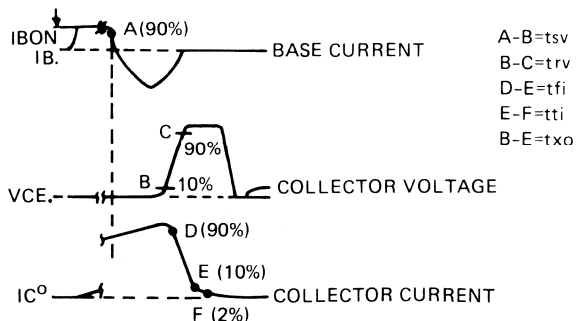 IBON
IB.
A (90%)
BASE CURRENT
A-B=tsv
B-C=trv
D-E=tfi
E-F=tti
B-E=txo
C
90%
B
10%
VCE.
COLLECTOR VOLTAGE
D (90%)
E (10%)
ICO
COLLECTOR CURRENT
F (2%)